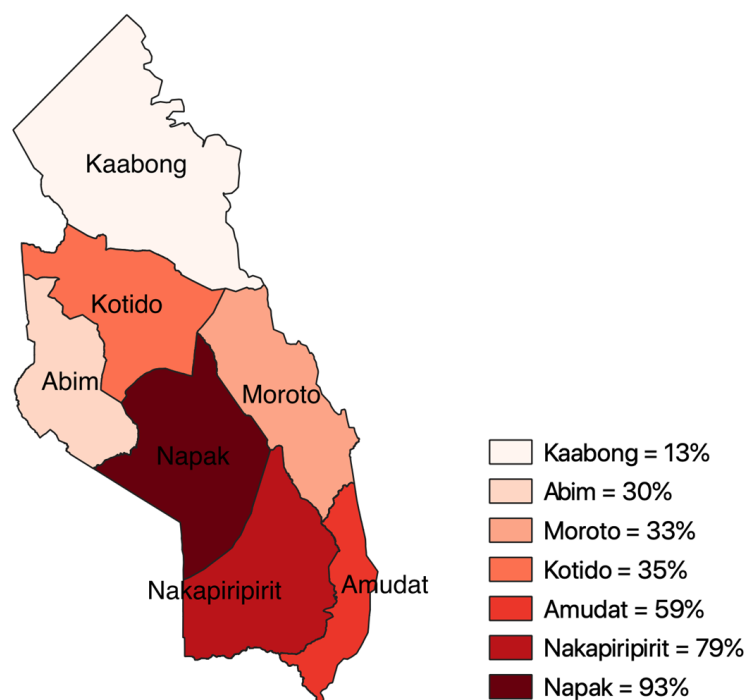 Kaabong
Kotido
Abim
Moroto
Napak
Nakapiripirit
Amudat
Kaabong = 13%
Abim = 30%
Moroto = 33%
Kotido = 35%
Amudat = 59%
Nakapiripirit = 79%
Napak = 93%